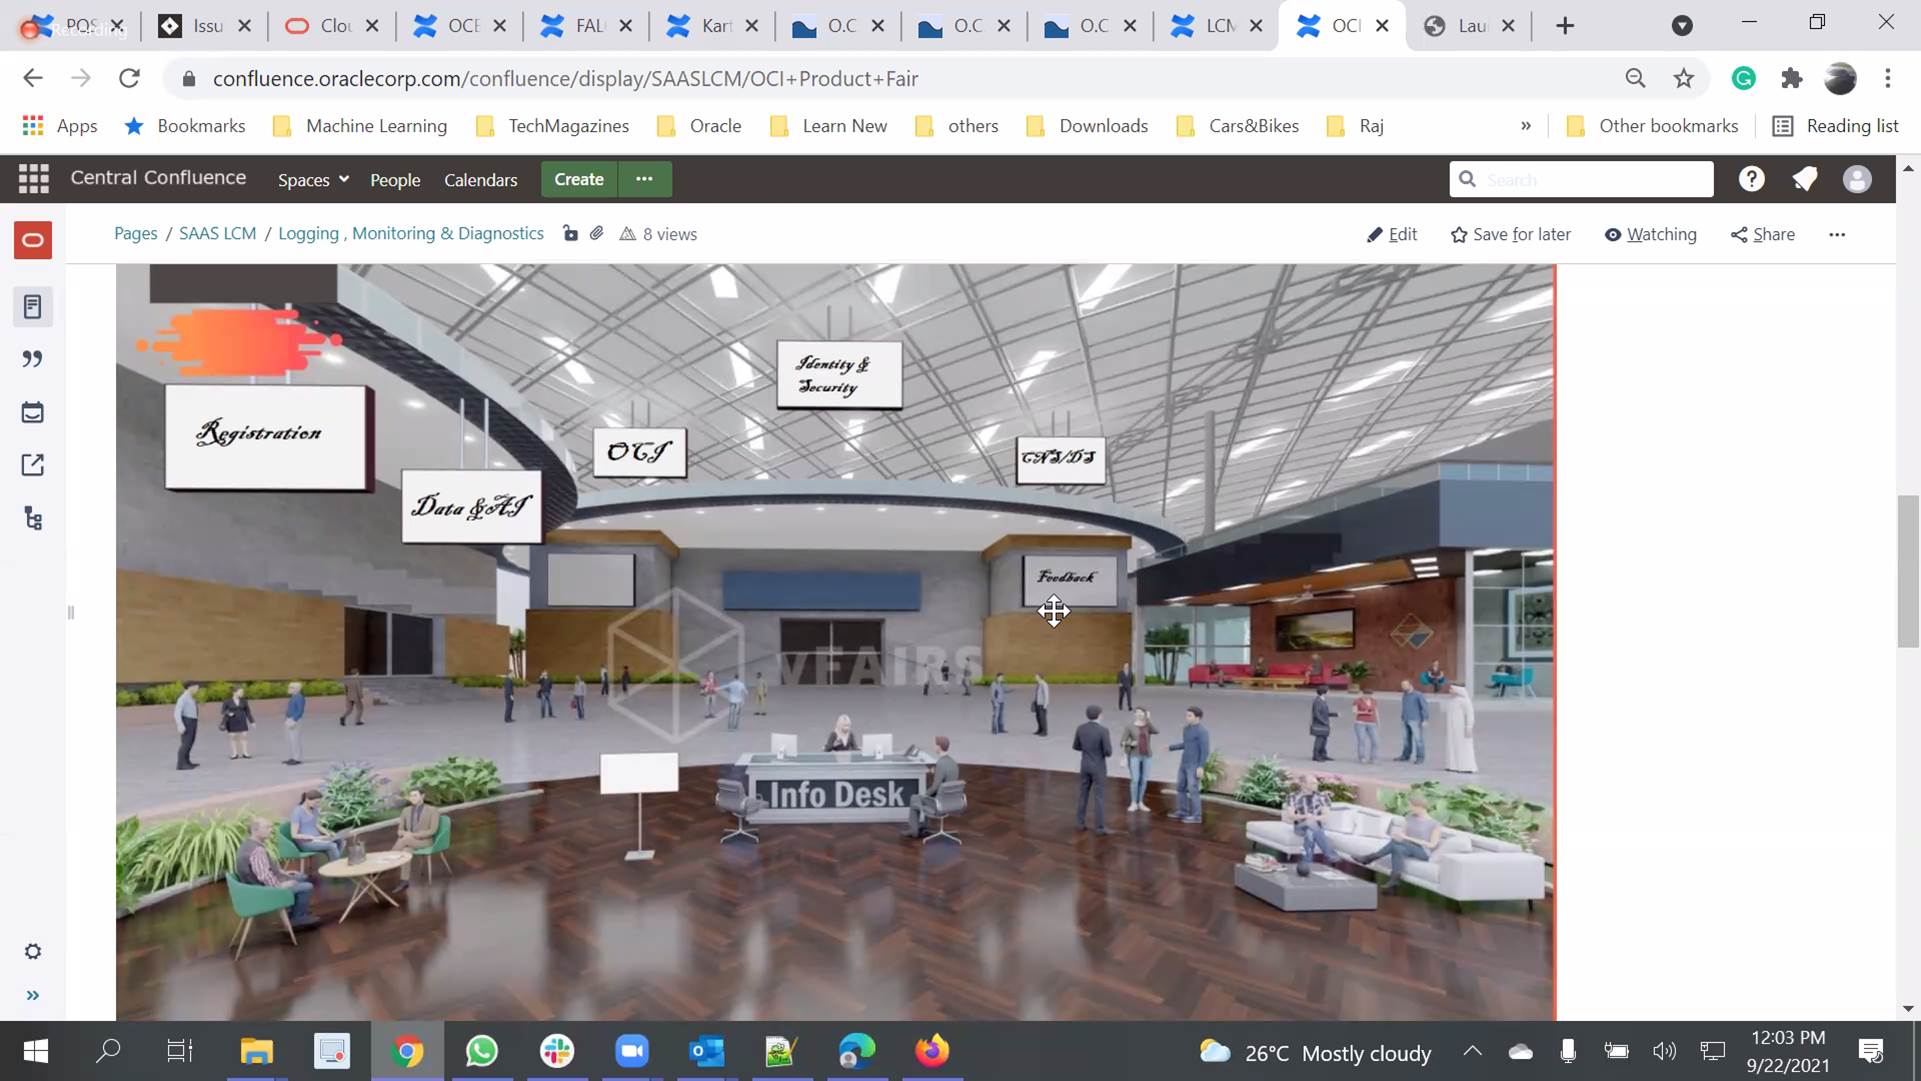 POS
Issu
Clou
OCE
FAL
Kart
O.C
O.C
O.C
LCM
OCI
Lau
Recording
confluence.oraclecorp.com/confluence/display/SAASLCM/OCI+Product+Fair
Apps
Bookmarks
Machine Learning
TechMagazines
Oracle
Learn New
others
Downloads
Cars&Bikes
Raj
»
Other bookmarks
Reading list
Central Confluence
Spaces
People
Calendars
Create
Search
Pages / SAAS LCM / Logging , Monitoring & Diagnostics
8 views
Edit
Save for later
Watching
Share
Identity &
Security
Registration
OCI
CNS/DS
Data &AI
Feedback
vFAIRS
Info Desk
26°C Mostly cloudy
12:03 PM
9/22/2021